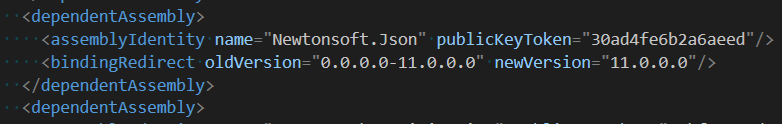 <dependentAssembly>
<assemblyIdentity name="Newtonsoft.Json" publicKeyToken="30ad4fe6b2a6aeed"/>
<bindingRedirect oldVersion="0.0.0.0-11.0.0.0" newVersion="11.0.0.0"/>
</dependentAssembly>
<dependentAssembly>